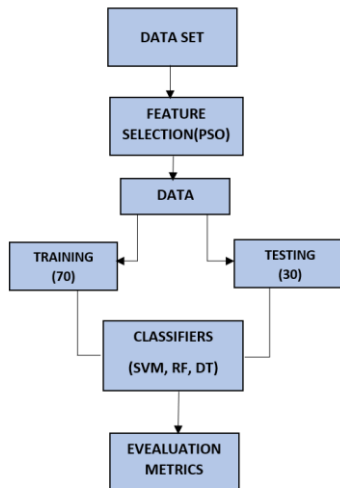 DATA SET
FEATURE
SELECTION(PSO)
DATA
TRAINING
(70)
TESTING
(30)
CLASSIFIERS
(SVM, RF, DT)
EVEALUATION
METRICS